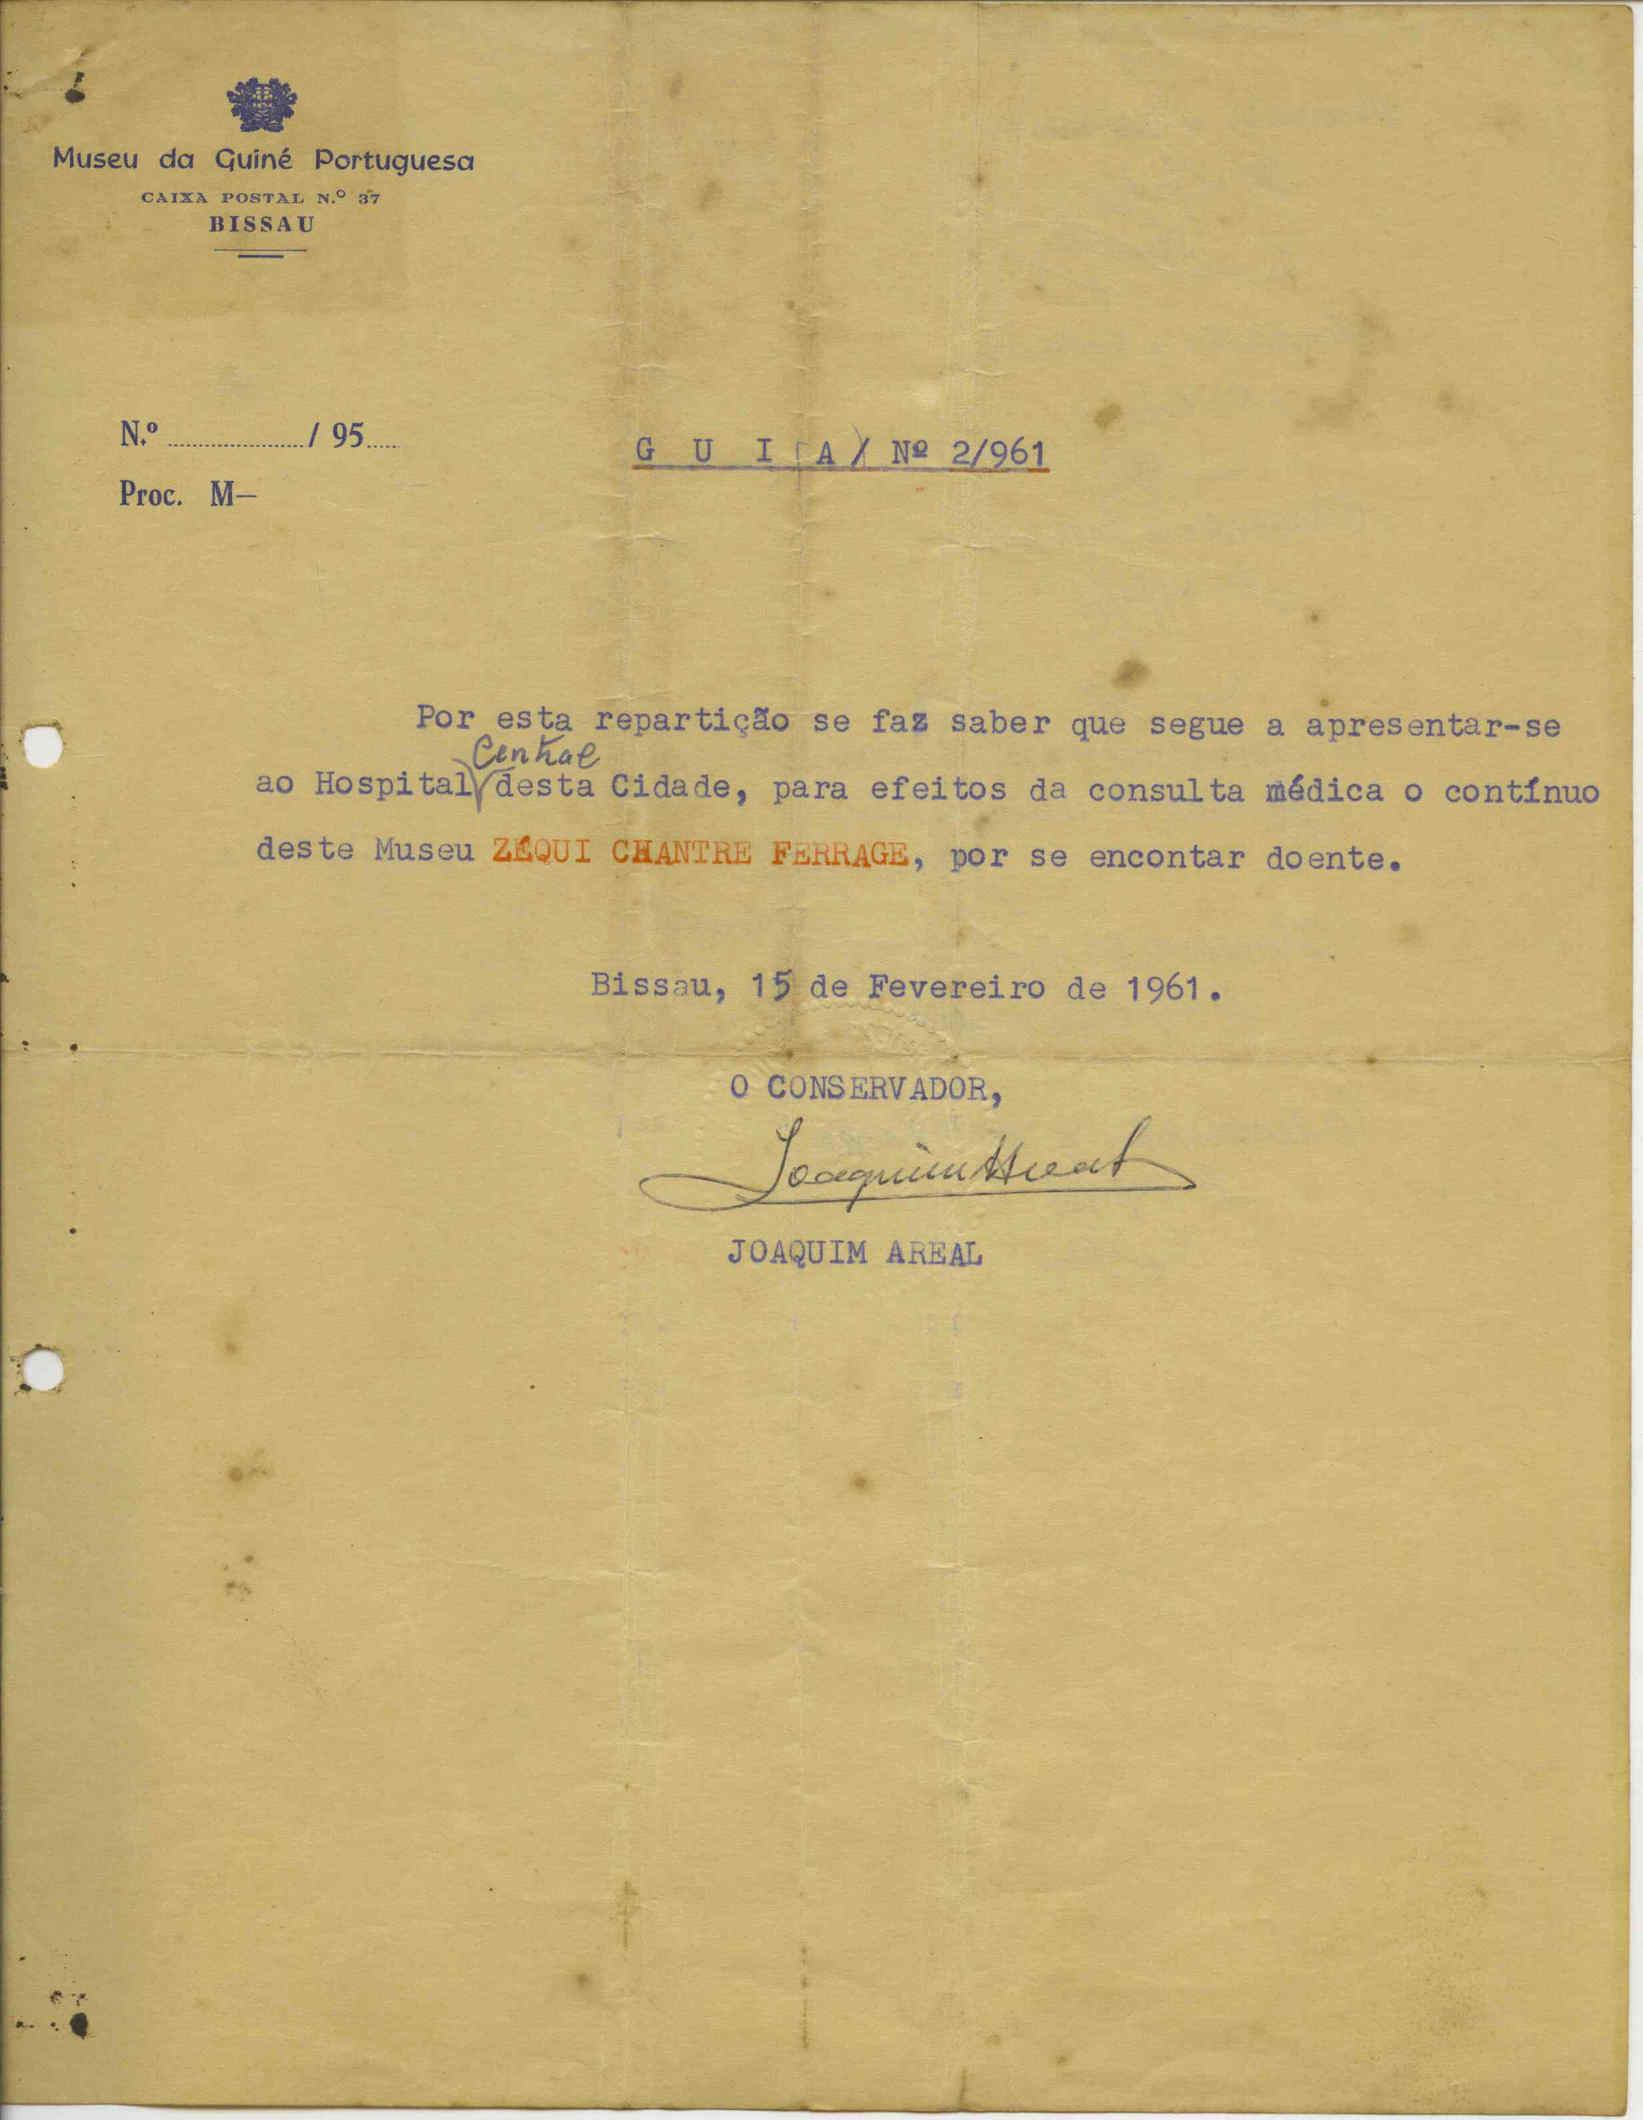 Museu da Guiné Portuguesa
CAIXA POSTAL N.º 37
BISSAU
N.º ..................../ 95......
Proc. M—
G U I A / Nº 2/961
Por esta repartição se faz saber que segue a apresentar-se
Central
ao Hospital desta Cidade, para efeitos da consulta médica o contínuo
deste Museu ZÉQUI CHANTRE FERRAGE, por se encontar doente.
Bissau, 15 de Fevereiro de 1961.
O CONSERVADOR,
Joaquim Areal
JOAQUIM AREAL